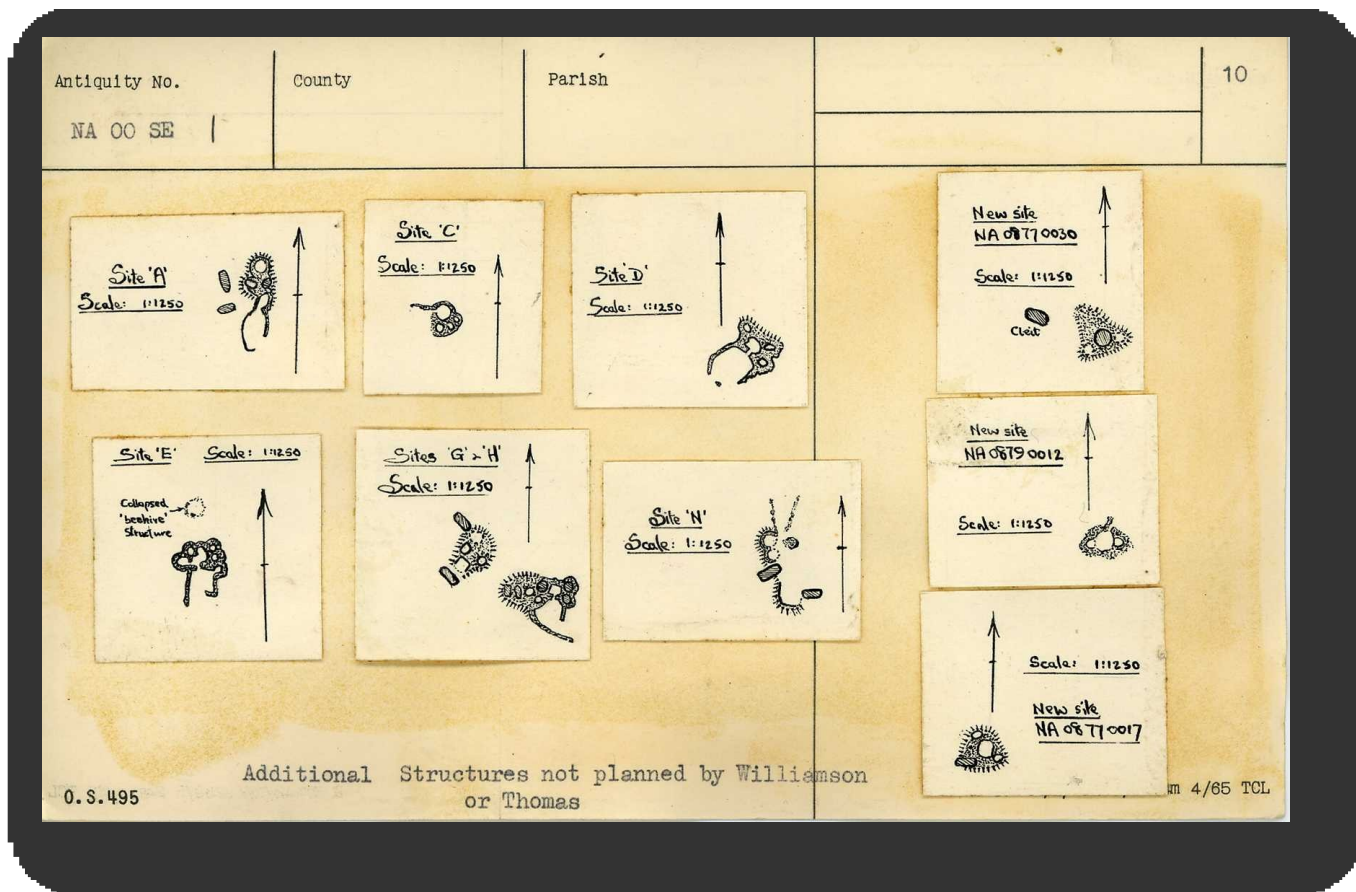 Antiquity No.
County
Parish
10
NA OO SE 1
Site 'A'
Scale: 1:1250
Site 'C'
Scale: 1:1250
Site 'D'
Scale: 1:1250
New site
NA 0877 0030
Scale: 1:1250
Cleit
Site 'E' Scale: 1:1250
Collapsed
'beehive'
Structure
Sites 'G' & 'H'
Scale: 1:1250
Site 'N'
Scale: 1:1250
New site
NA 0879 0012
Scale: 1:1250
Scale: 1:1250
New site
NA 0877 0017
Additional Structures not planned by Williamson
or Thomas
O.S.495
4/65 TCL